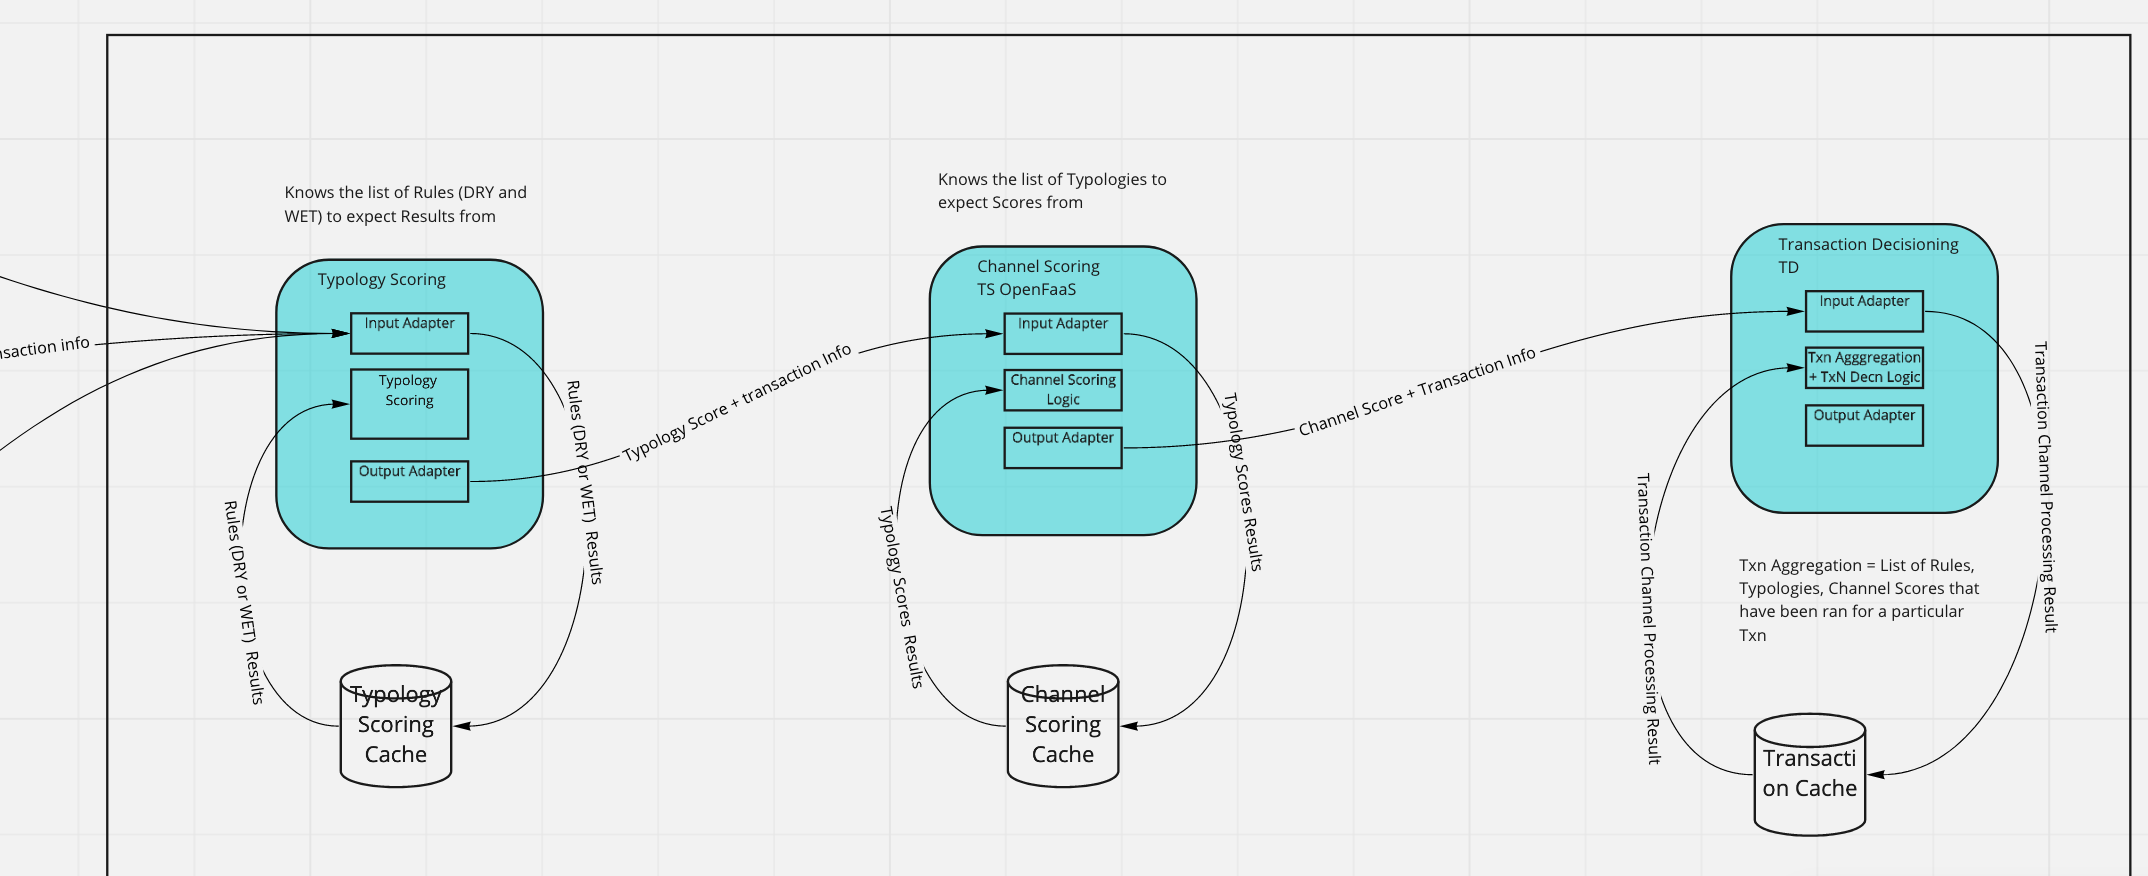 Knows the list of Rules (DRY and
WET) to expect Results from
Typology Scoring
Input Adapter
Typology
Scoring
Output Adapter
nsaction info
Rules (DRY or WET)  Results
Rules (DRY or WET)  Results
Typology
Scoring
Cache
Typology Score + transaction Info
Knows the list of Typologies to
expect Scores from
Channel Scoring
TS OpenFaaS
Input Adapter
Channel Scoring
Logic
Output Adapter
Typology Scores  Results
Typology Scores Results
Channel
Scoring
Cache
Channel Score + Transaction Info
Transaction Decisioning
TD
Input Adapter
Txn Agggregation
+ TxN Decn Logic
Output Adapter
Transaction Channel Processing Result
Transaction Channel Processing Result
Txn Aggregation = List of Rules,
Typologies, Channel Scores that
have been ran for a particular
Txn
Transacti
on Cache